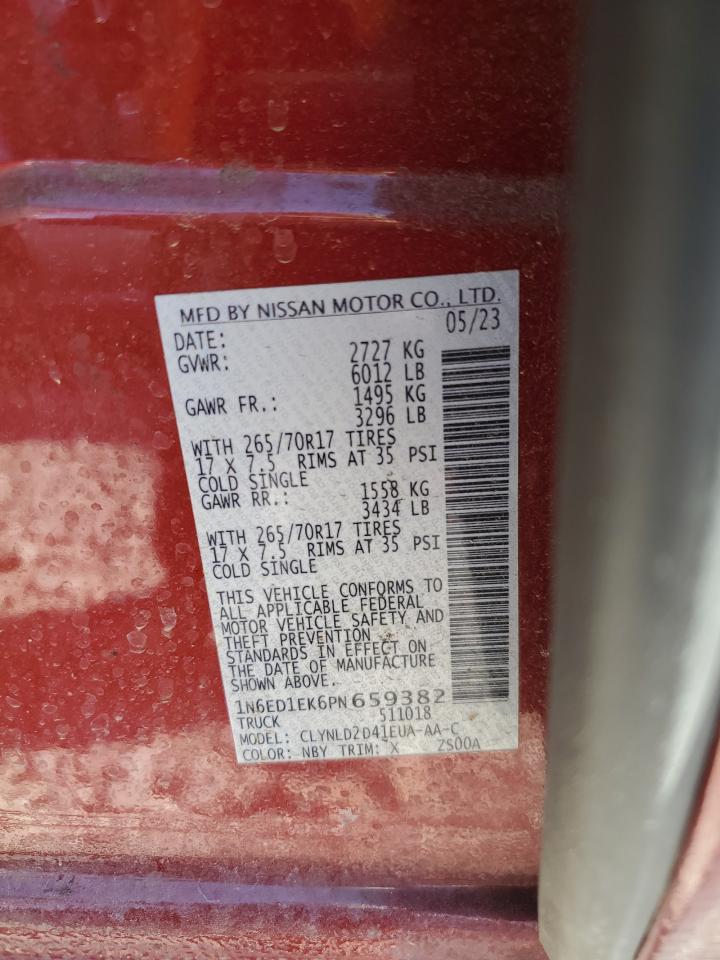 MFD BY NISSAN MOTOR CO., LTD.
DATE: 05/23
GVWR: 2727 KG
6012 LB
GAWR FR.: 1495 KG
3296 LB
WITH 265/70R17 TIRES
17 X 7.5 RIMS AT 35 PSI
COLD SINGLE
GAWR RR.: 1558 KG
3434 LB
WITH 265/70R17 TIRES
17 X 7.5 RIMS AT 35 PSI
COLD SINGLE
THIS VEHICLE CONFORMS TO
ALL APPLICABLE FEDERAL
MOTOR VEHICLE SAFETY AND
THEFT PREVENTION
STANDARDS IN EFFECT ON
THE DATE OF MANUFACTURE
SHOWN ABOVE.
1N6ED1EK6PN659382
TRUCK 511018
MODEL: CLYNLD2D41EUA-AA-C
COLOR: NBY TRIM: X ZS00A